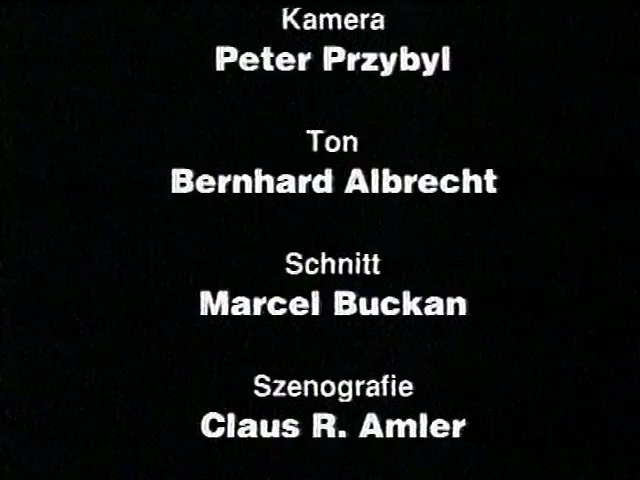 Kamera
Peter Przybyl
Ton
Bernhard Albrecht
Schnitt
Marcel Buckan
Szenografie
Claus R. Amler